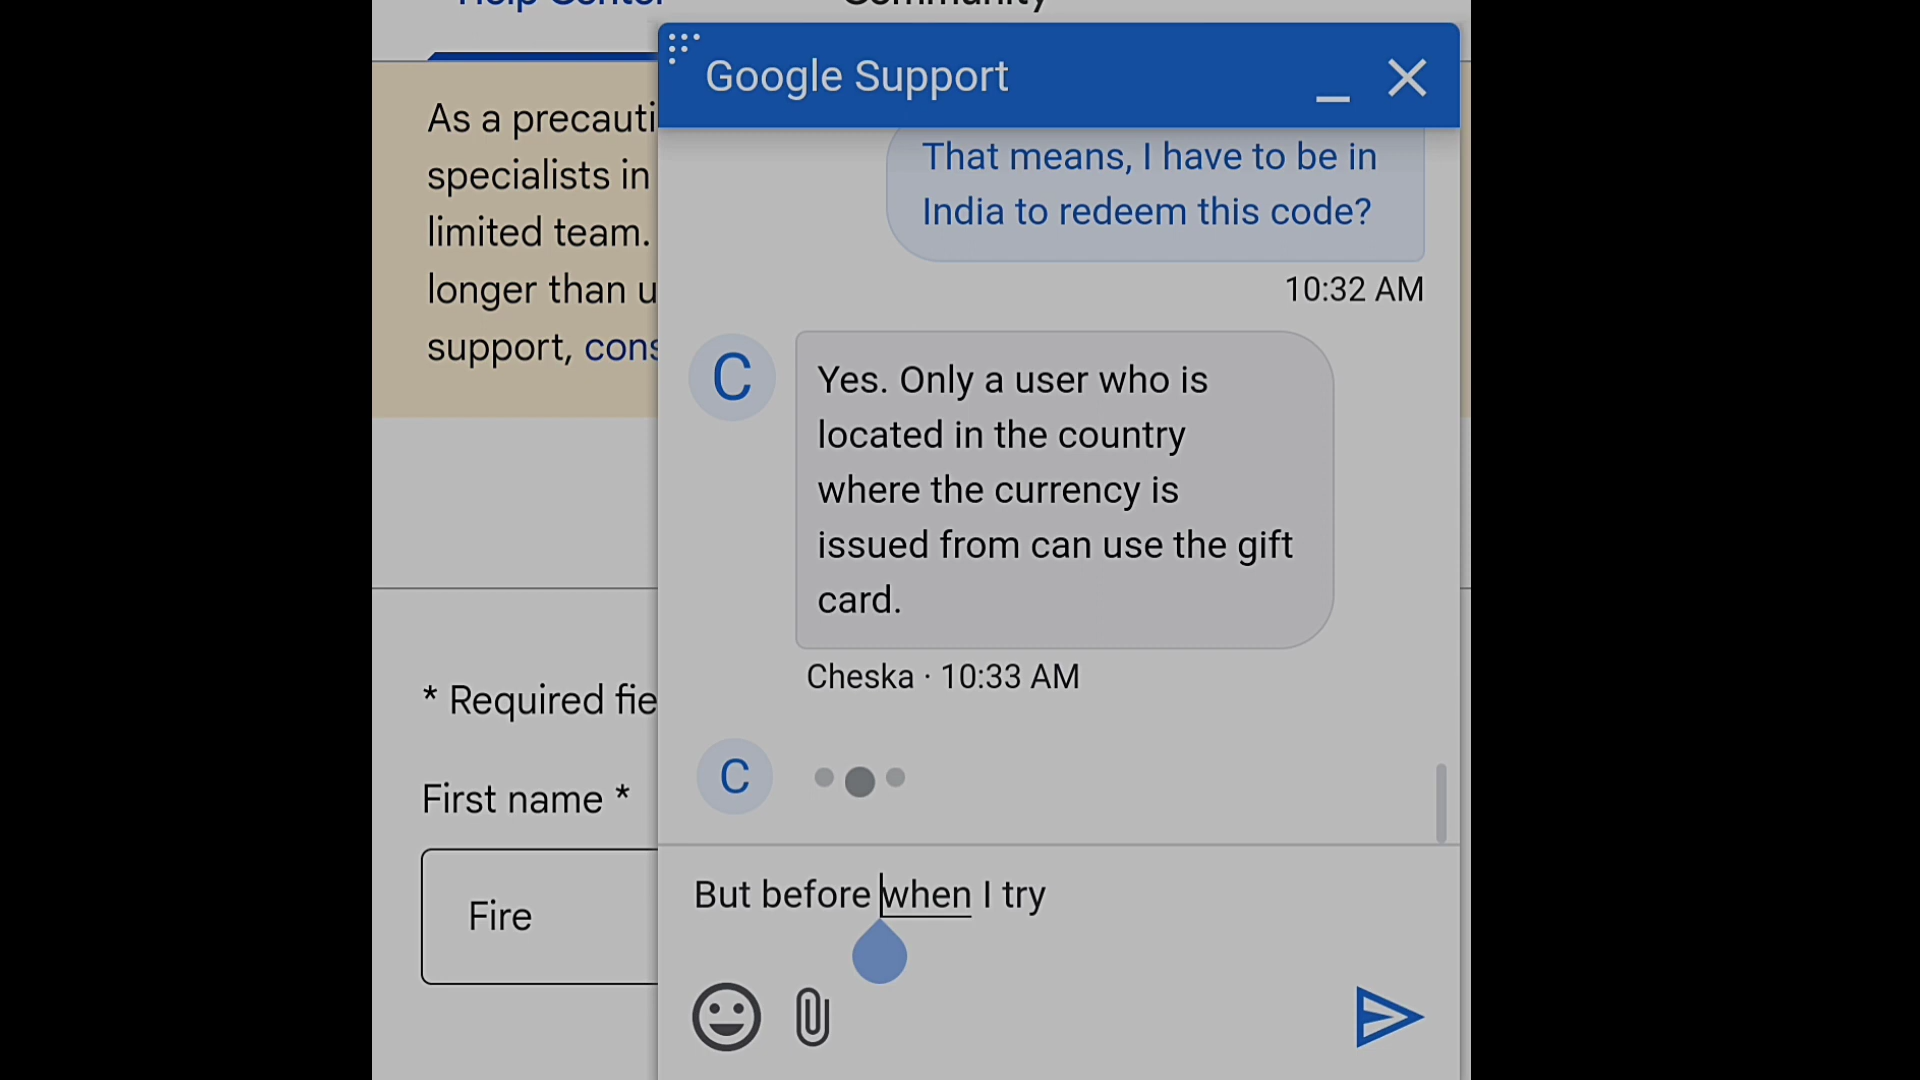 As a precauti
specialists in
limited team.
longer than u
support, cons
* Required fie
First name *
Fire
Google Support
That means, I have to be in
India to redeem this code?
10:32 AM
C
Yes. Only a user who is
located in the country
where the currency is
issued from can use the gift
card.
Cheska · 10:33 AM
C
But before when I try